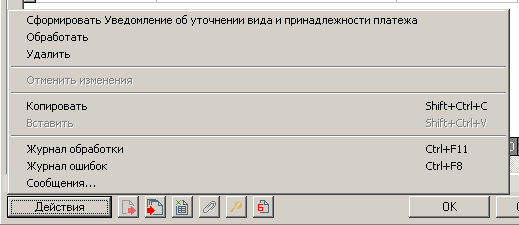 Сформировать Уведомление об уточнении вида и принадлежности платежа
Обработать
Удалить
Отменить изменения
Копировать Shift+Ctrl+C
Вставить Shift+Ctrl+V
Журнал обработки Ctrl+F11
Журнал ошибок Ctrl+F8
Сообщения...
Действия Б OK